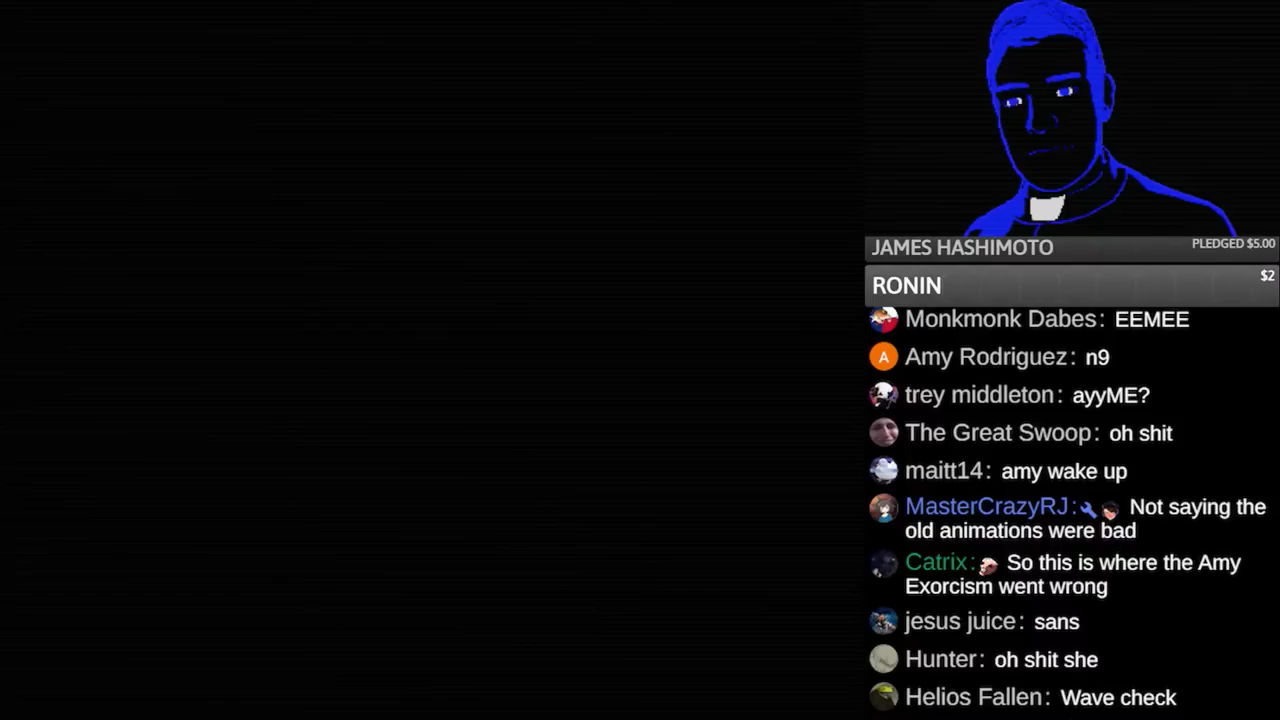 JAMES HASHIMOTO PLEDGED $5.00
RONIN $2
Monkmonk Dabes: EEMEE
A Amy Rodriguez: n9
trey middleton: ayyME?
The Great Swoop: oh shit
maitt14: amy wake up
MasterCrazyRJ: Not saying the
old animations were bad
Catrix: So this is where the Amy
Exorcism went wrong
jesus juice: sans
Hunter: oh shit she
Helios Fallen: Wave check